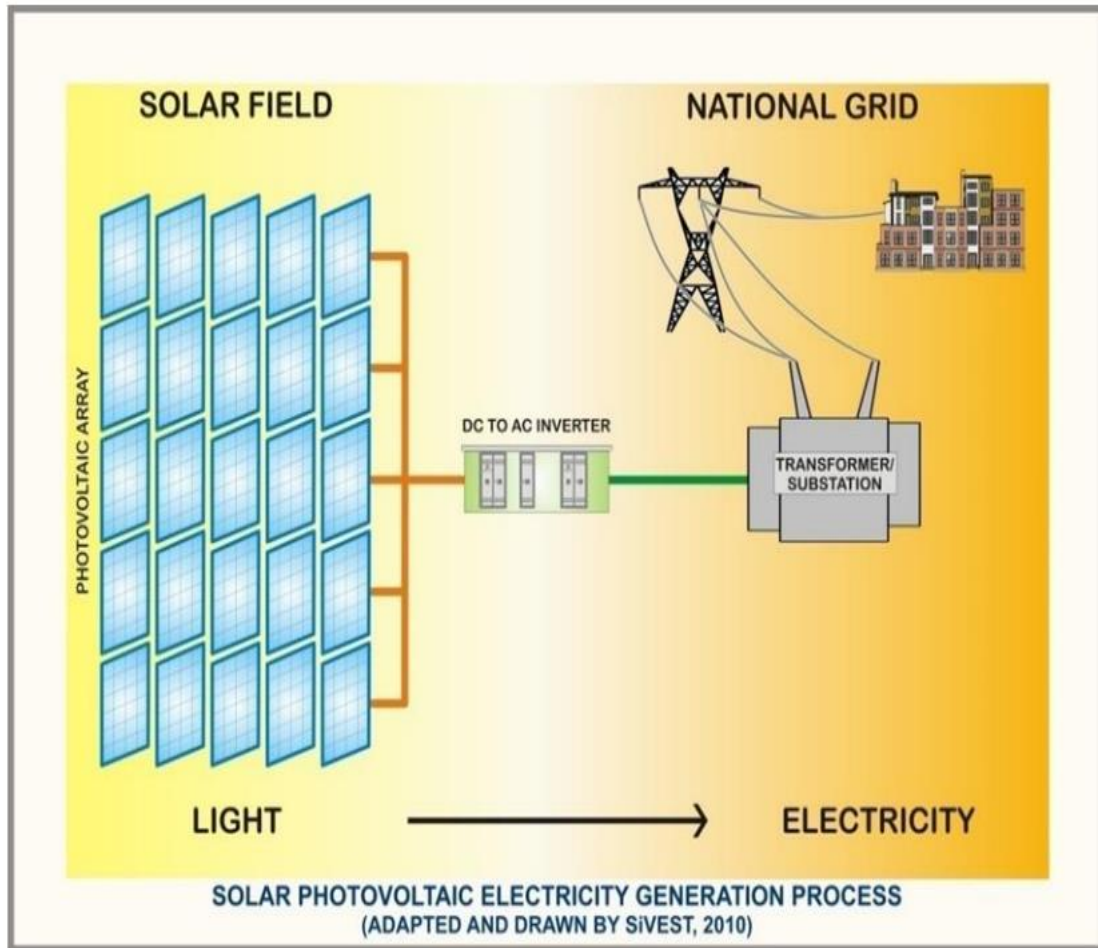 SOLAR FIELD
NATIONAL GRID
PHOTOVOLTAIC ARRAY
DC TO AC INVERTER
TRANSFORMER/
SUBSTATION
LIGHT
ELECTRICITY
SOLAR PHOTOVOLTAIC ELECTRICITY GENERATION PROCESS
(ADAPTED AND DRAWN BY SiVEST, 2010)